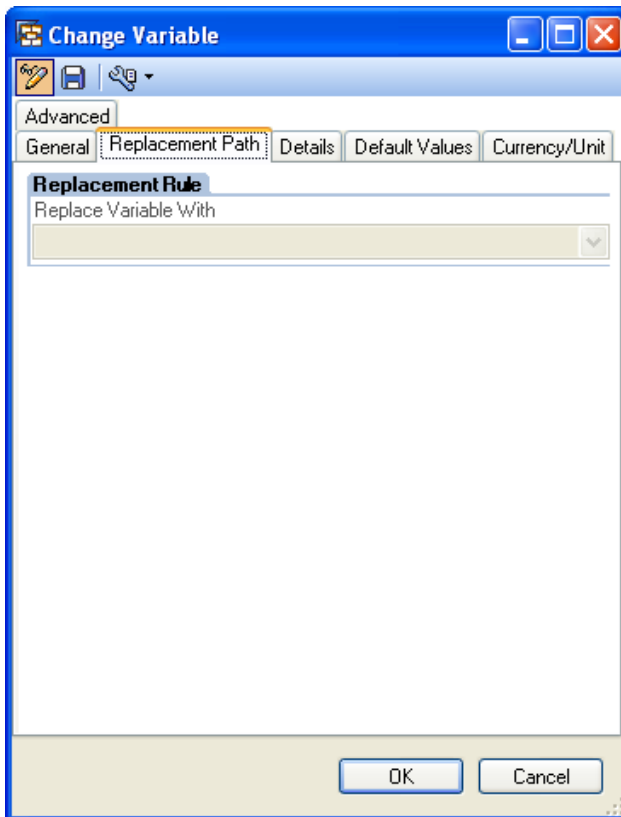 Change Variable
Advanced
General Replacement Path Details Default Values Currency/Unit
Replacement Rule
Replace Variable With
OK Cancel